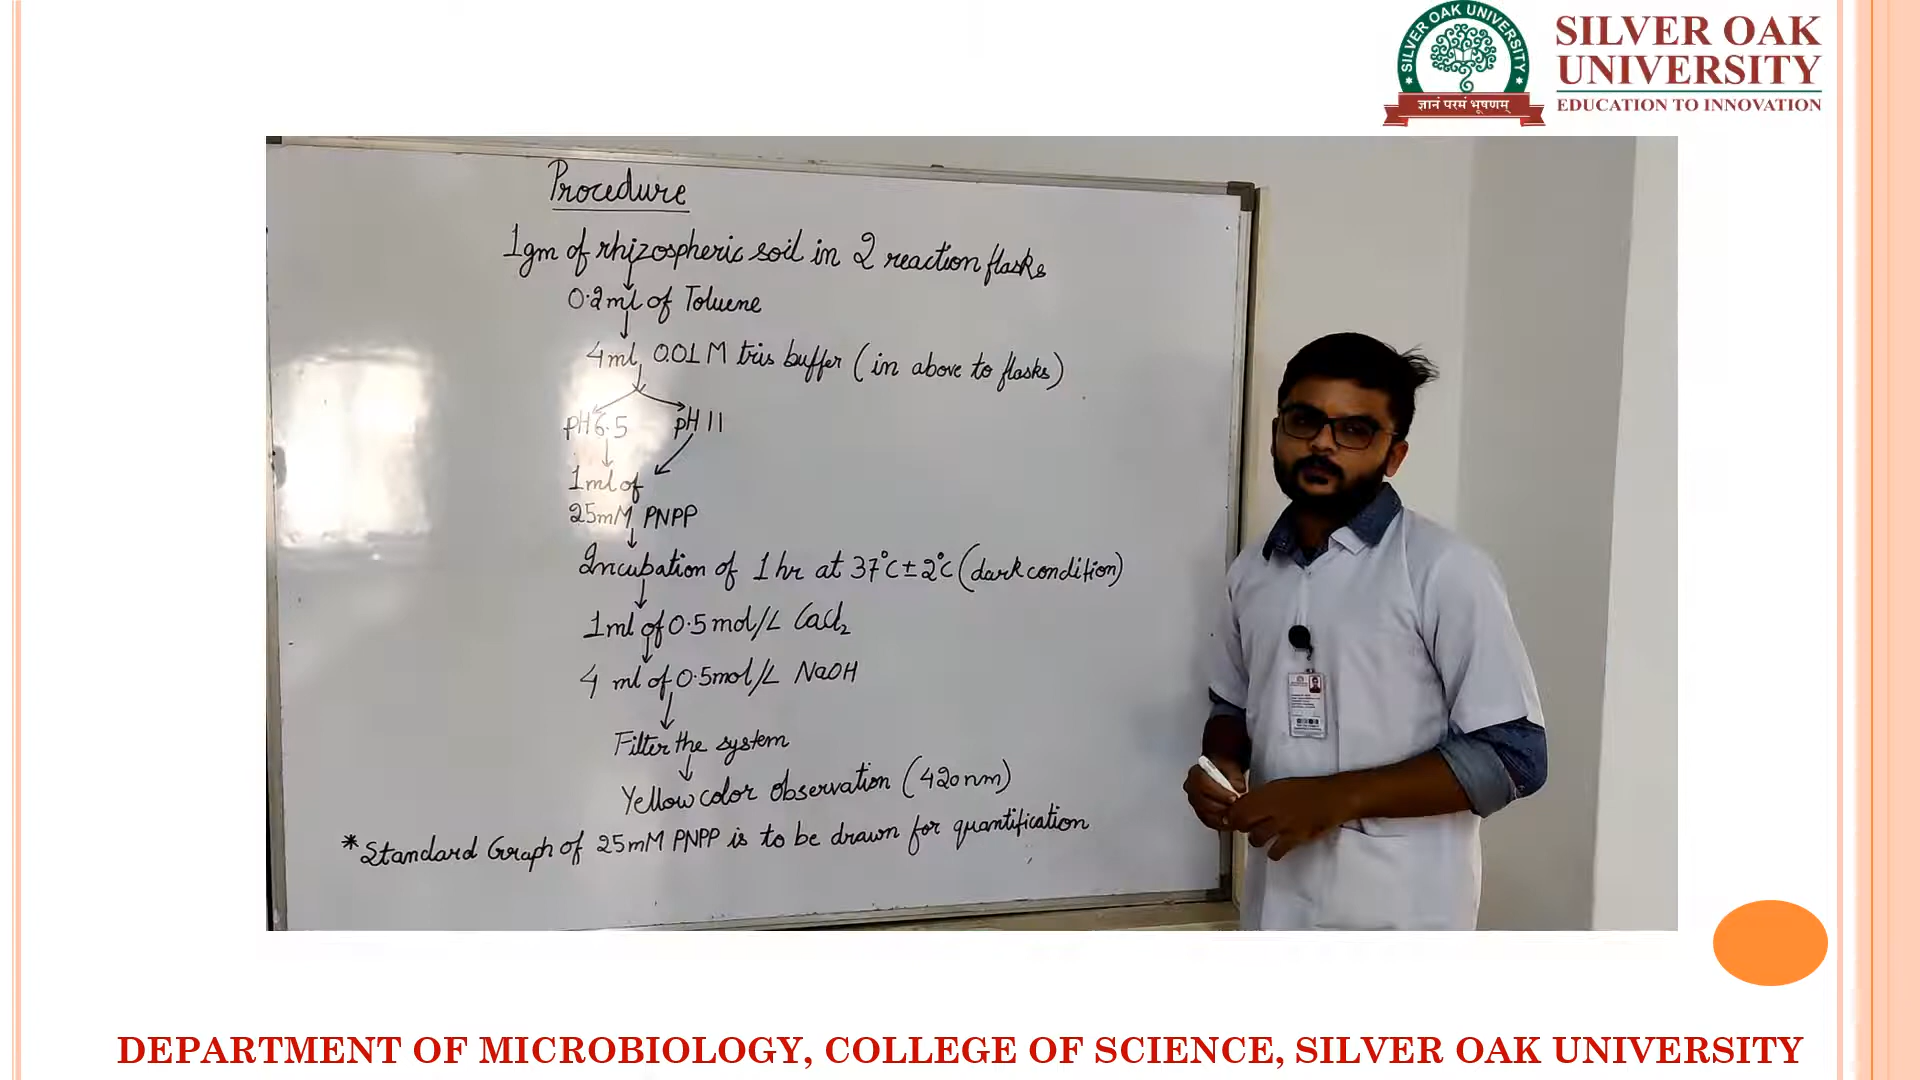 SILVER OAK UNIVERSITY
ज्ञानं परमं भूषणम्
SILVER OAK
UNIVERSITY
EDUCATION TO INNOVATION
Procedure
1gm of rhizospheric soil in 2 reaction flasks
0.2ml of Toluene
4ml 0.01 M tris buffer (in above to flasks)
pH 6.5 pH 11
1ml of
25mM PNPP
Incubation of 1 hr at 37°C ± 2°C (dark condition)
1ml of 0.5 mol/L CaCl₂
4 ml of 0.5mol/L NaOH
Filter the system
Yellow color observation (420nm)
*Standard Graph of 25mM PNPP is to be drawn for quantification
DEPARTMENT OF MICROBIOLOGY, COLLEGE OF SCIENCE, SILVER OAK UNIVERSITY